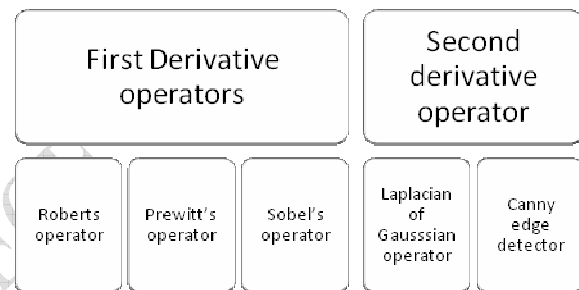 First Derivative
operators
Second
derivative
operator
Roberts
operator
Prewitt's
operator
Sobel's
operator
Laplacian
of
Gausssian
operator
Canny
edge
detector